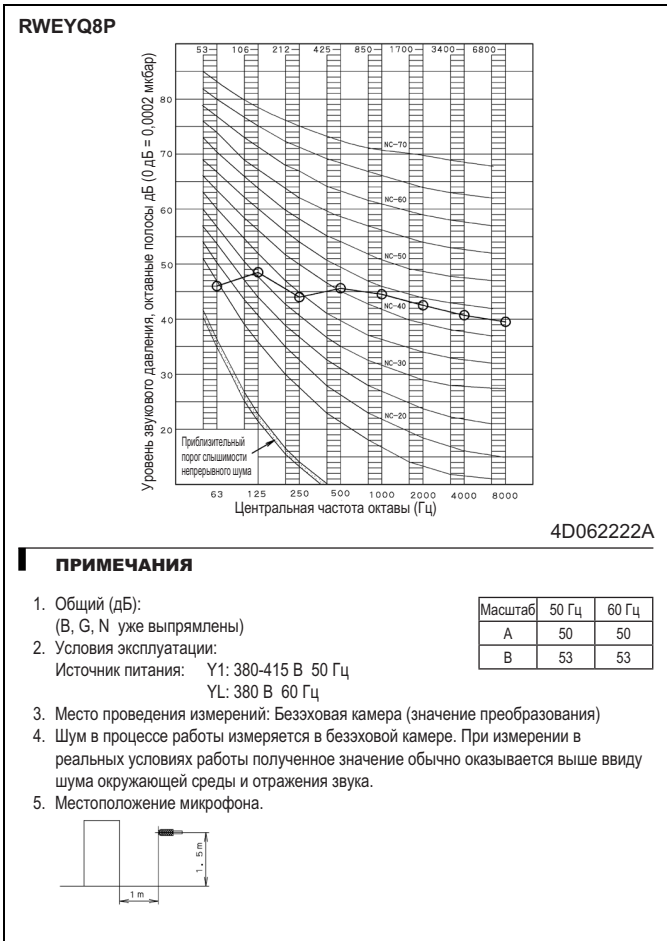 RWEYQ8P
Уровень звукового давления, октавные полосы дБ (0 дБ = 0,0002 мкбар)
53 106 212 425 850 1700 3400 6800
80
70
60
50
40
30
20
NC-70
NC-60
NC-50
NC-40
NC-30
NC-20
Приблизительный
порог слышимости
непрерывного шума
63 125 250 500 1000 2000 4000 8000
Центральная частота октавы (Гц)
4D062222A
ПРИМЕЧАНИЯ
1. Общий (дБ):
(B, G, N уже выпрямлены)
Масштаб 50 Гц 60 Гц
A 50 50
B 53 53
2. Условия эксплуатации:
Источник питания: Y1: 380-415 В 50 Гц
YL: 380 В 60 Гц
3. Место проведения измерений: Безэховая камера (значение преобразования)
4. Шум в процессе работы измеряется в безэховой камере. При измерении в
реальных условиях работы полученное значение обычно оказывается выше ввиду
шума окружающей среды и отражения звука.
5. Местоположение микрофона.
1.5m
1 m